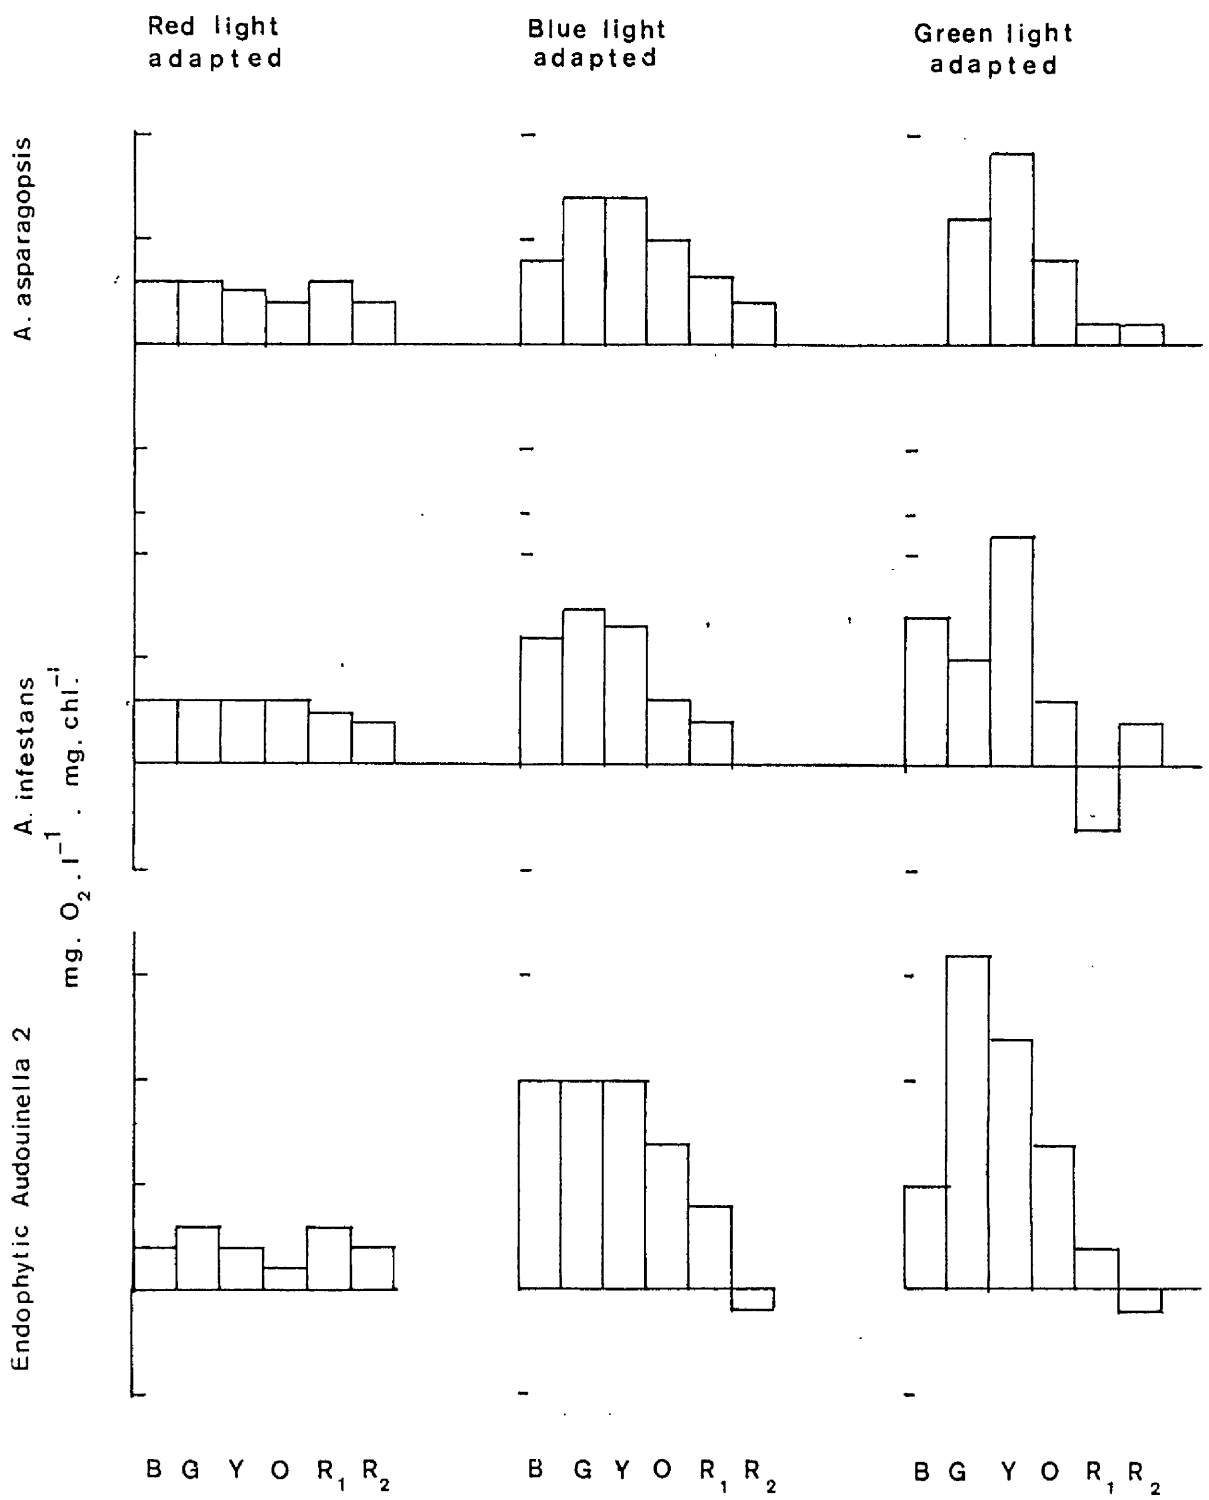 Red light
adapted
Blue light
adapted
Green light
adapted
A. asparagopsis
A. infestans
mg. O₂ . l⁻¹ . mg. chl.⁻¹
Endophytic Audouinella 2
B G Y O R₁ R₂
B G Y O R₁ R₂
B G Y O R₁ R₂